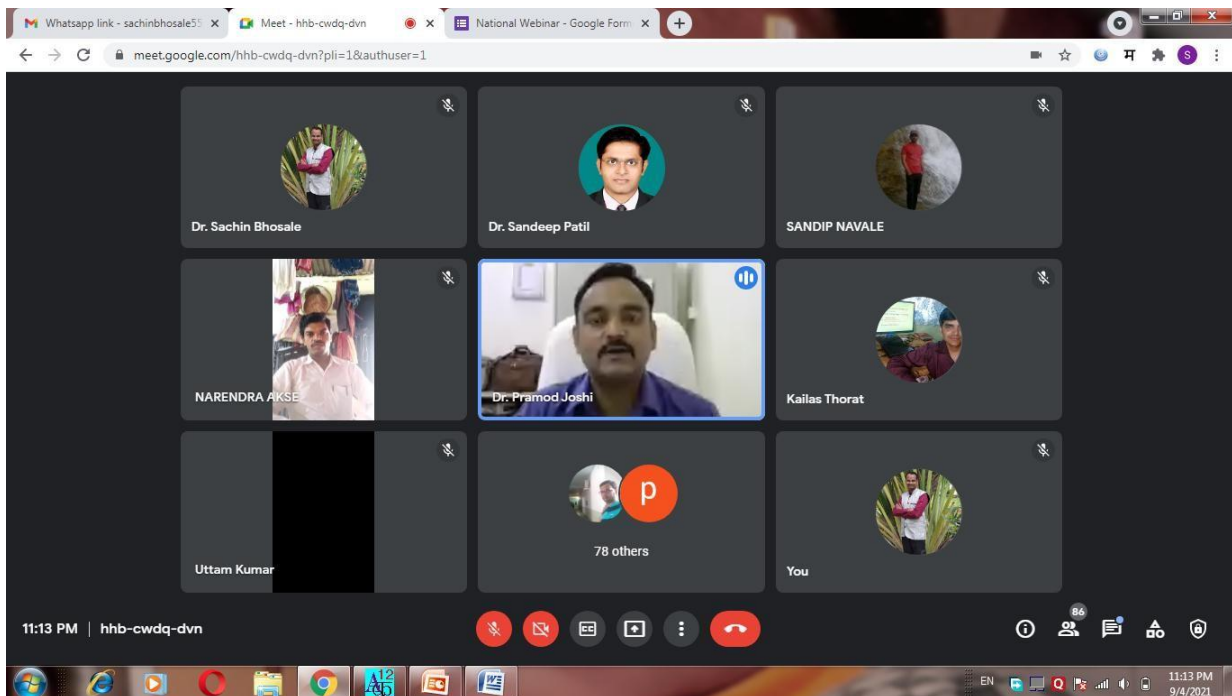 Whatsapp link - sachinbhosale55
Meet - hhb-cwdq-dvn
National Webinar - Google Form
meet.google.com/hhb-cwdq-dvn?pli=1&authuser=1
म
S
Dr. Sachin Bhosale
Dr. Sandeep Patil
SANDIP NAVALE
NARENDRA AKSE
Dr. Pramod Joshi
Kailas Thorat
Uttam Kumar
p
78 others
You
11:13 PM | hhb-cwdq-dvn
CC
86
EN
11:13 PM
9/4/2021